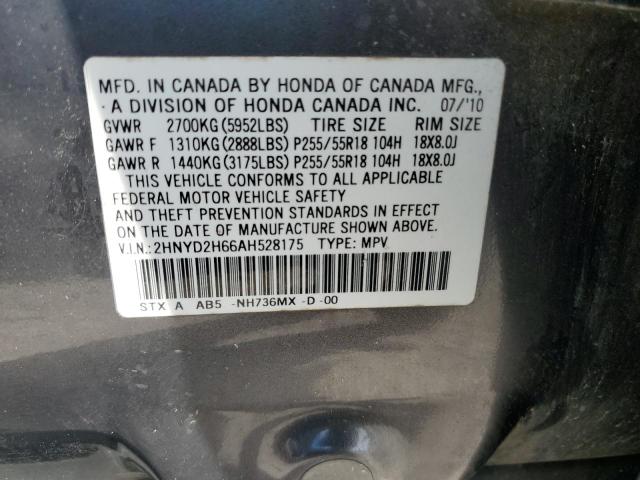 MFD. IN CANADA BY HONDA OF CANADA MFG.,
A DIVISION OF HONDA CANADA INC. 07/'10
GVWR 2700KG(5952LBS) TIRE SIZE RIM SIZE
GAWR F 1310KG(2888LBS) P255/55R18 104H 18X8.0J
GAWR R 1440KG(3175LBS) P255/55R18 104H 18X8.0J
THIS VEHICLE CONFORMS TO ALL APPLICABLE
FEDERAL MOTOR VEHICLE SAFETY
AND THEFT PREVENTION STANDARDS IN EFFECT
ON THE DATE OF MANUFACTURE SHOWN ABOVE.
V.I.N.: 2HNYD2H66AH528175 TYPE: MPV
STX A AB5 -NH736MX -D -00